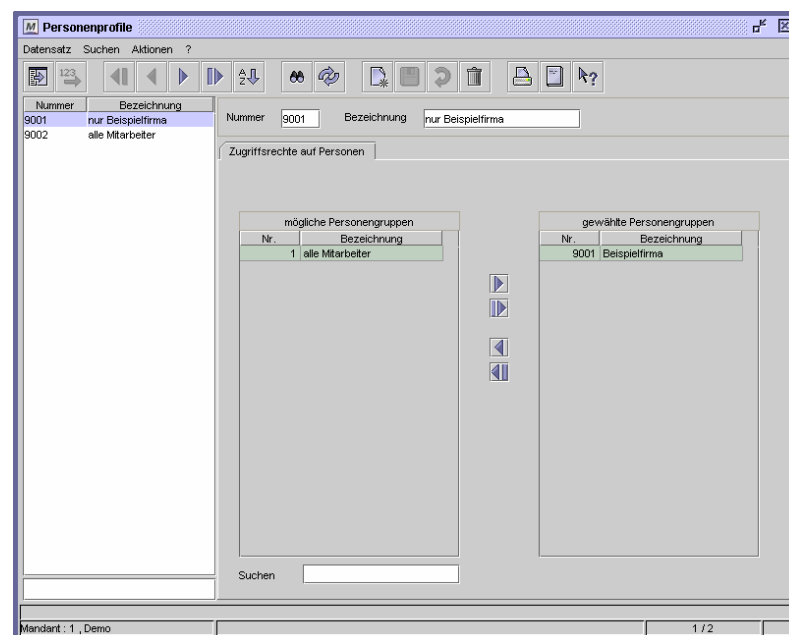 M Personenprofile
Datensatz Suchen Aktionen ?
123
A
Z
?
Nummer Bezeichnung
9001 nur Beispielfirma
9002 alle Mitarbeiter
Nummer 9001 Bezeichnung nur Beispielfirma
Zugriffsrechte auf Personen
mögliche Personengruppen
Nr. Bezeichnung
1 alle Mitarbeiter
gewählte Personengruppen
Nr. Bezeichnung
9001 Beispielfirma
Suchen
Mandant : 1 , Demo
1 / 2